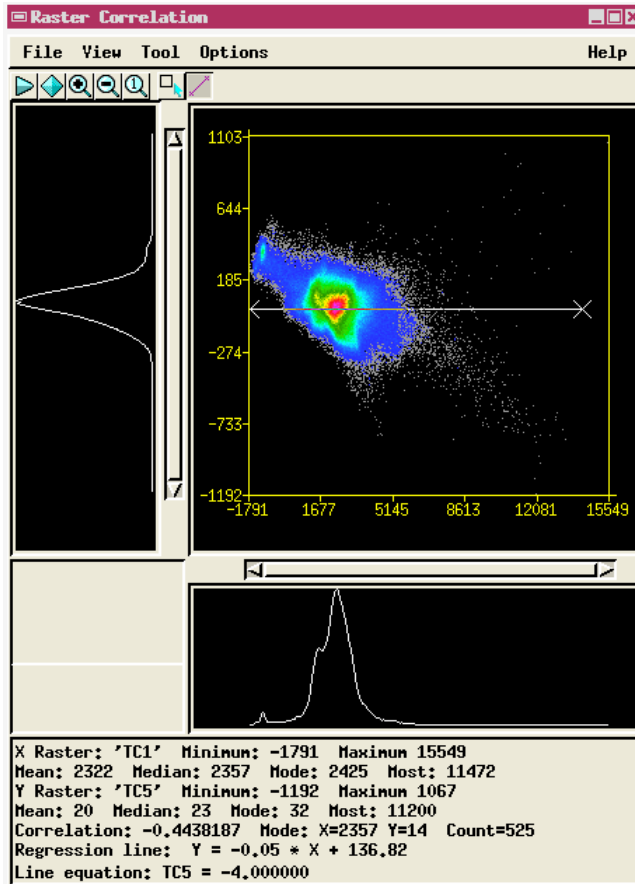 Raster Correlation
File View Tool Options Help
1
1103
644
185
-274
-733
-1192
-1791 1677 5145 8613 12081 15549
X Raster: 'TC1' Minimum: -1791 Maximum 15549
Mean: 2322 Median: 2357 Mode: 2425 Most: 11472
Y Raster: 'TC5' Minimum: -1192 Maximum 1067
Mean: 20 Median: 23 Mode: 32 Most: 11200
Correlation: -0.4438187 Mode: X=2357 Y=14 Count=525
Regression line: Y = -0.05 * X + 136.82
Line equation: TC5 = -4.000000